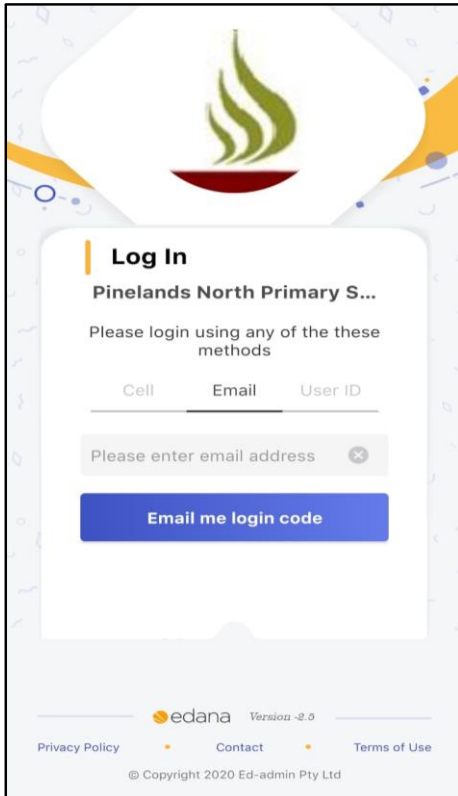 Log In
Pinelands North Primary S...
Please login using any of the these
methods
Cell Email User ID
Please enter email address
Email me login code
edana Version -2.5
Privacy Policy • Contact • Terms of Use
© Copyright 2020 Ed-admin Pty Ltd